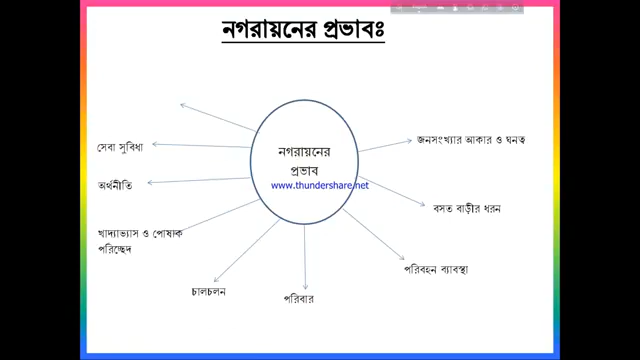 নগরায়নের প্রভাবঃ
নগরায়নের
প্রভাব
www.thundershare.net
জনসংখ্যার আকার ও ঘনত্ব
বসত বাড়ীর ধরন
পরিবহন ব্যাবস্থা
পরিবার
চালচলন
খাদ্যাভ্যাস ও পোষাক
পরিচ্ছেদ
অর্থনীতি
সেবা সুবিধা